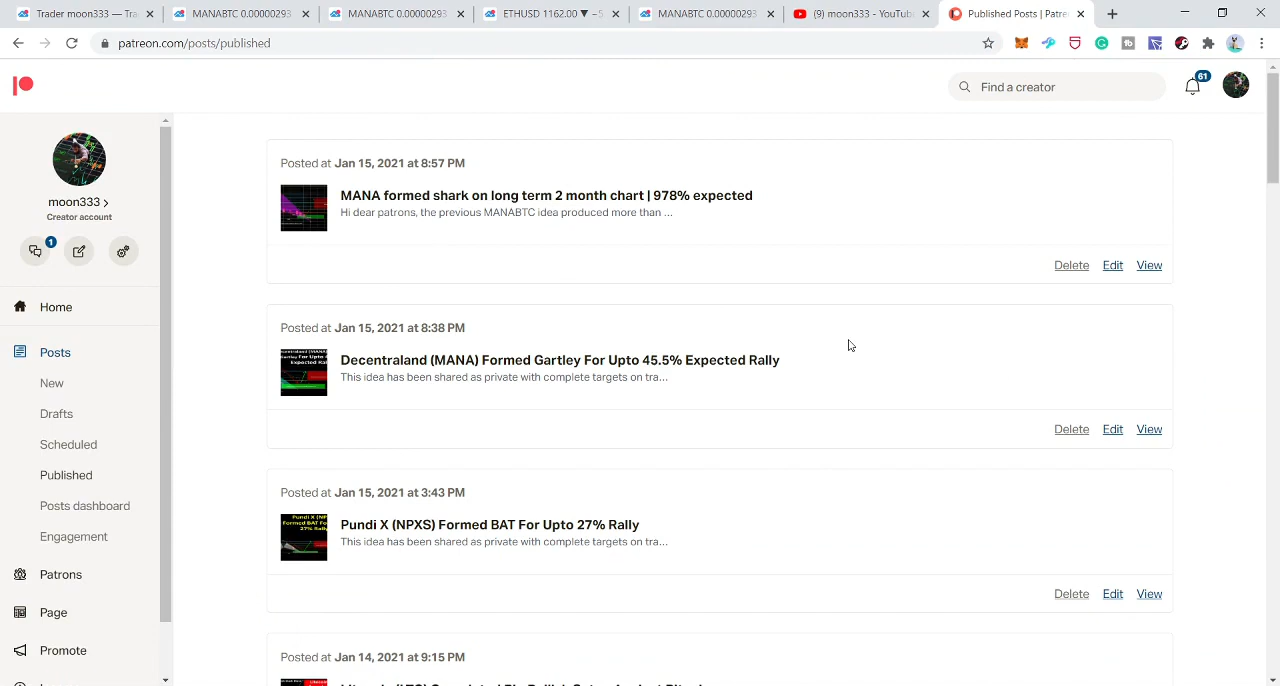 Trader moon333 — Tra
MANABTC 0.00000293
MANABTC 0.00000293
ETHUSD 1162.00 ▼ −5
MANABTC 0.00000293
(9) moon333 - YouTub
Published Posts | Patre
patreon.com/posts/published
Find a creator
61
moon333
Creator account
1
Home
Posts
New
Drafts
Scheduled
Published
Posts dashboard
Engagement
Patrons
Page
Promote
Posted at Jan 15, 2021 at 8:57 PM
MANA formed shark on long term 2 month chart | 978% expected
Hi dear patrons, the previous MANABTC idea produced more than ...
Delete Edit View
Posted at Jan 15, 2021 at 8:38 PM
Decentraland (MANA) Formed Gartley For Upto 45.5% Expected Rally
This idea has been shared as private with complete targets on tra...
Delete Edit View
Posted at Jan 15, 2021 at 3:43 PM
Pundi X (NPXS) Formed BAT For Upto 27% Rally
This idea has been shared as private with complete targets on tra...
Delete Edit View
Posted at Jan 14, 2021 at 9:15 PM